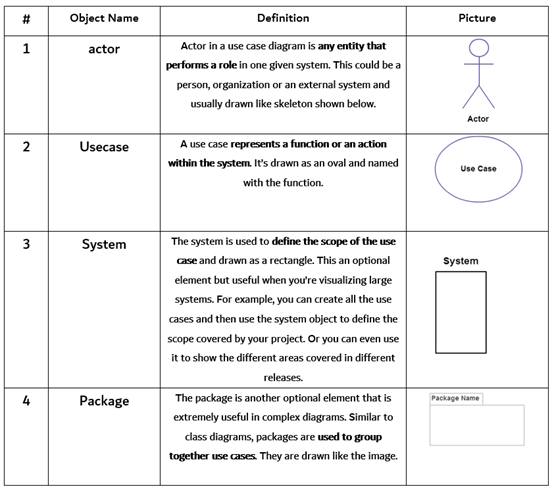 # Object Name Definition Picture
1 actor
Actor in a use case diagram is any entity that
performs a role in one given system. This could be a
person, organization or an external system and
usually drawn like skeleton shown below.
Actor
2 Usecase
A use case represents a function or an action
within the system. It's drawn as an oval and named
with the function.
Use Case
3 System
The system is used to define the scope of the use
case and drawn as a rectangle. This an optional
element but useful when you're visualizing large
systems. For example, you can create all the use
cases and then use the system object to define the
scope covered by your project. Or you can even use
it to show the different areas covered in different
releases.
System
4 Package
The package is another optional element that is
extremely useful in complex diagrams. Similar to
class diagrams, packages are used to group
together use cases. They are drawn like the image.
Package Name